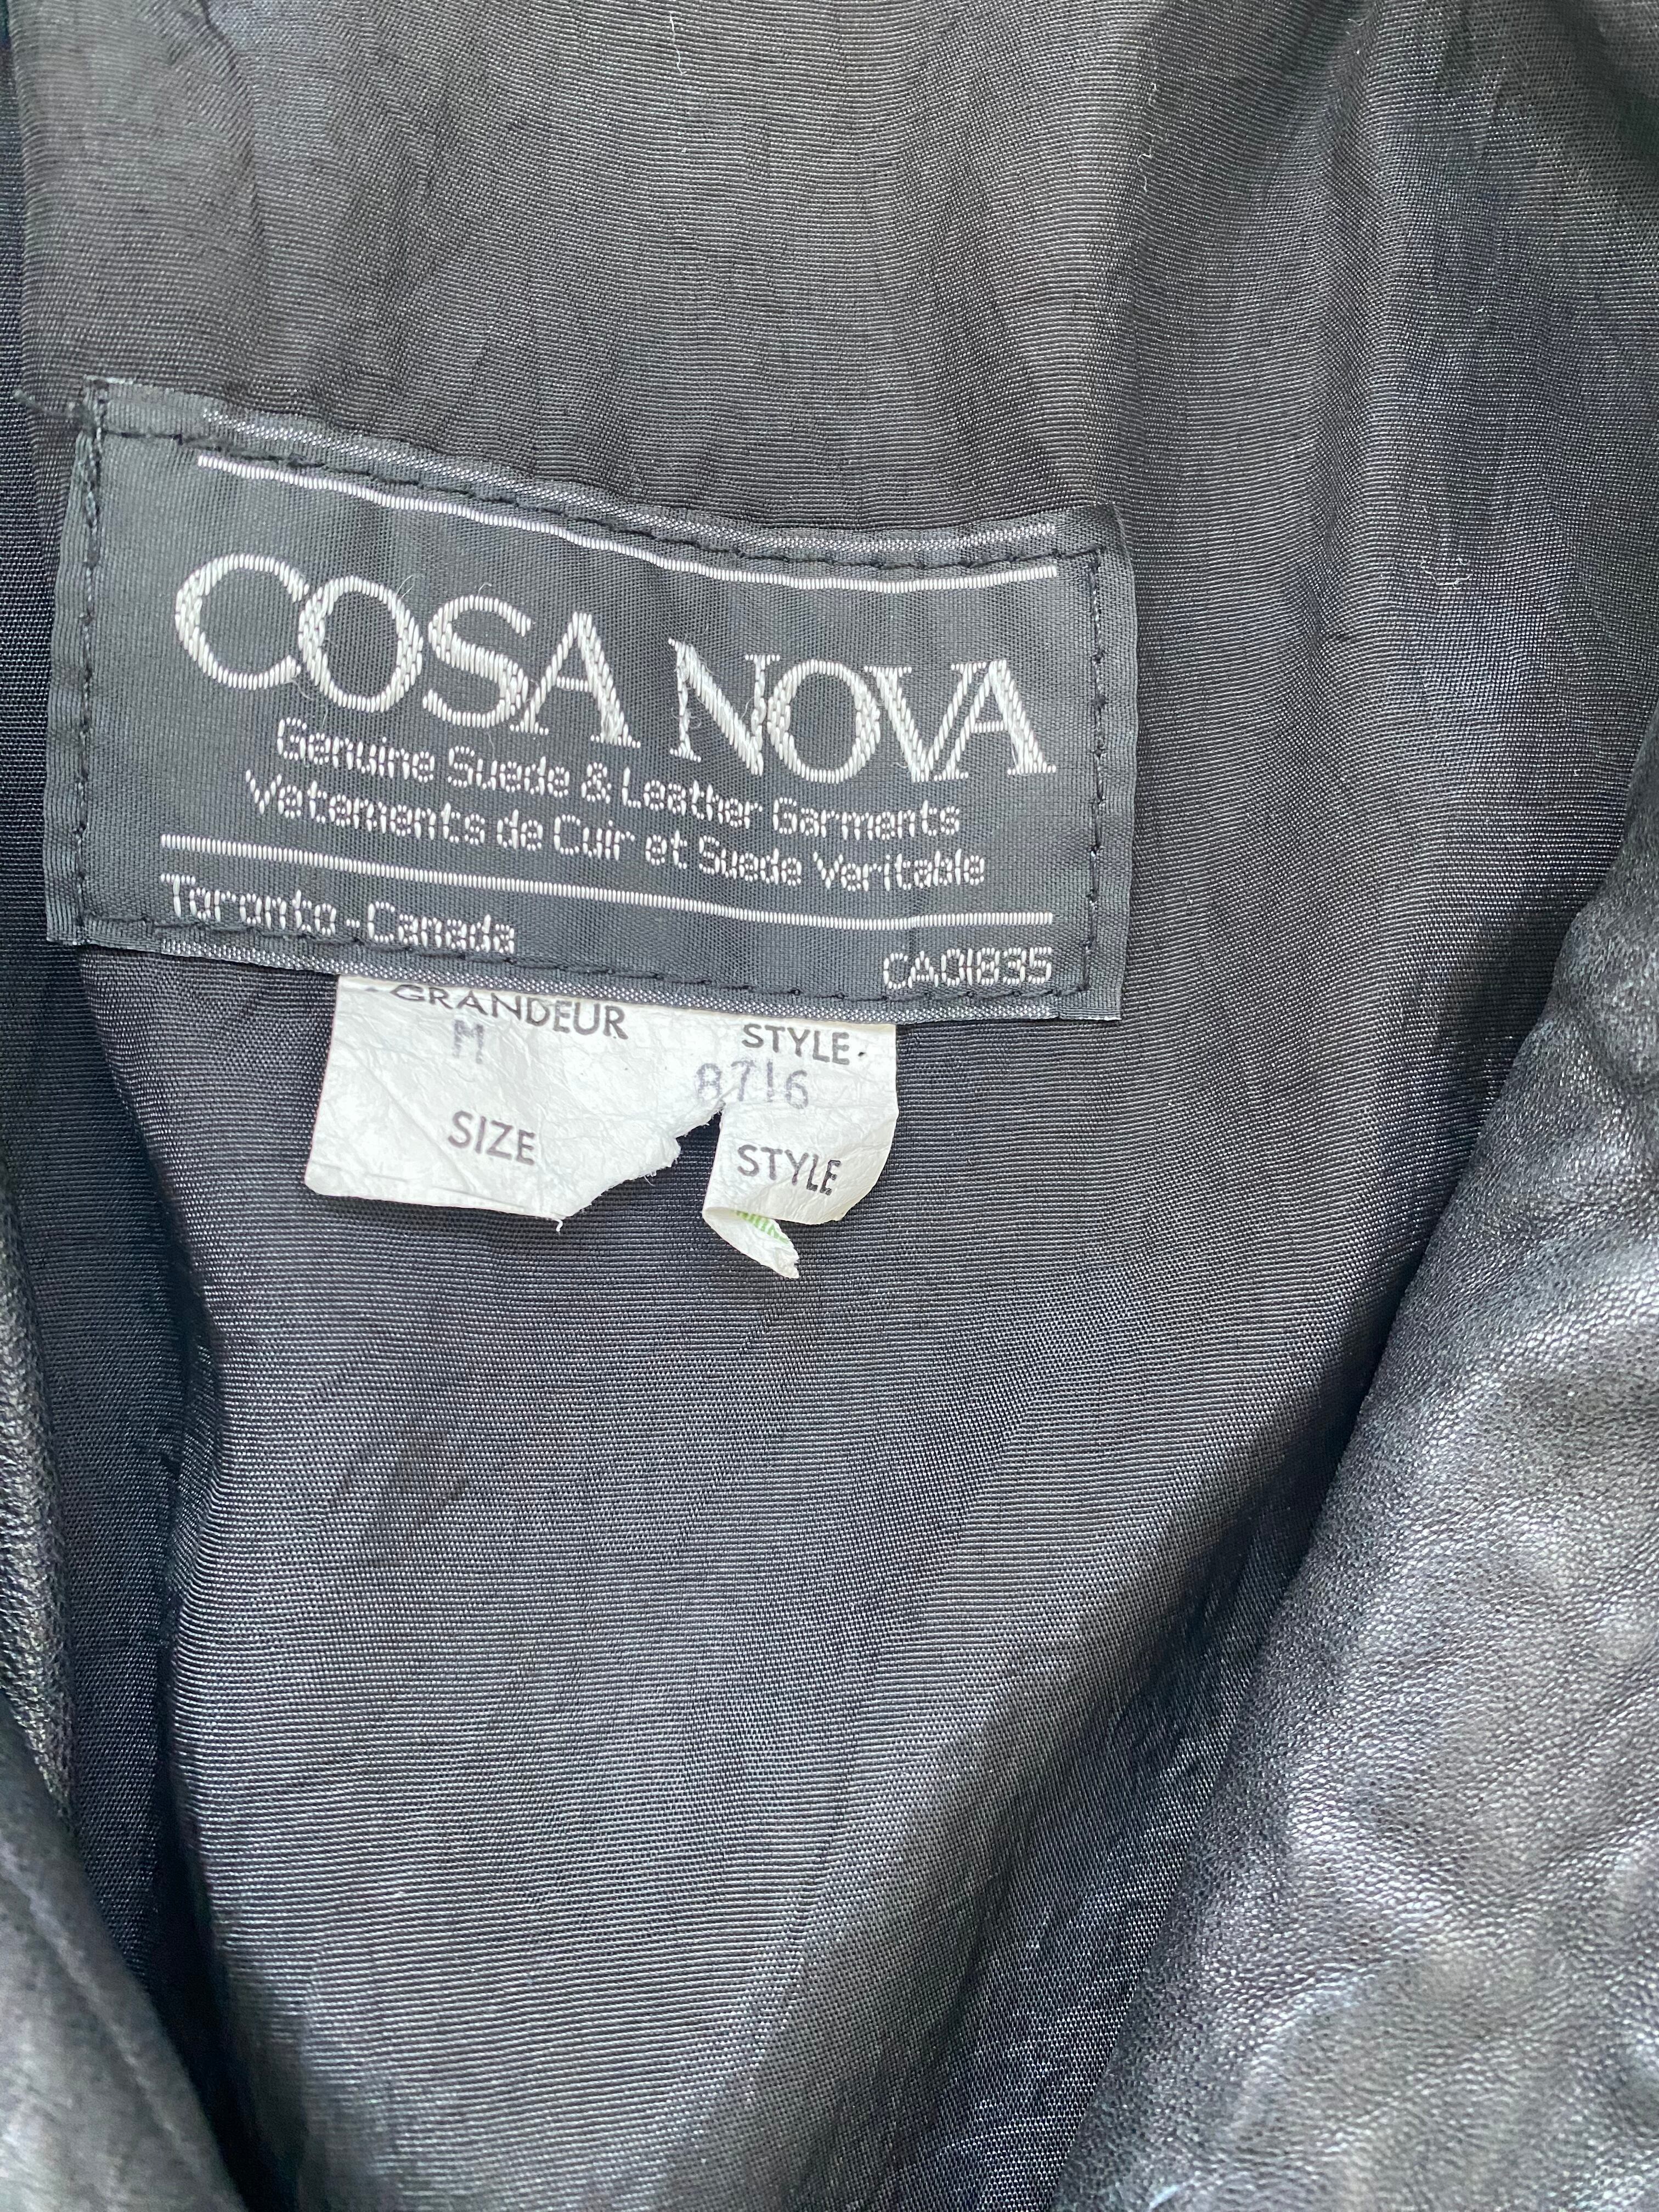 COSA NOVA
Genuine Suede & Leather Garments
Vetements de Cuir et Suede Veritable
Toronto-Canada
CA01835
GRANDEUR STYLE
M 8716
SIZE STYLE